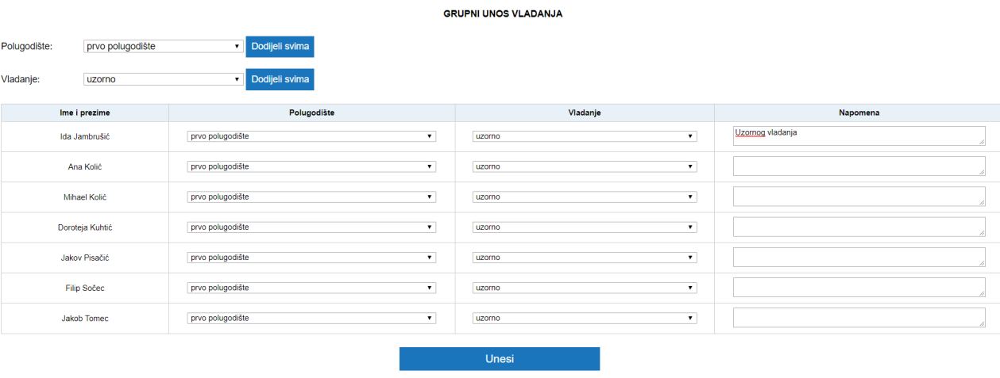 GRUPNI UNOS VLADANJA
Polugodište: prvo polugodište Dodijeli svima
Vladanje: uzorno Dodijeli svima
Ime i prezime Polugodište Vladanje Napomena
Ida Jambrušić prvo polugodište uzorno Uzornog vladanja
Ana Kolić prvo polugodište uzorno
Mihael Kolić prvo polugodište uzorno
Doroteja Kuhtić prvo polugodište uzorno
Jakov Pisačić prvo polugodište uzorno
Filip Sočec prvo polugodište uzorno
Jakob Tomec prvo polugodište uzorno
Unesi